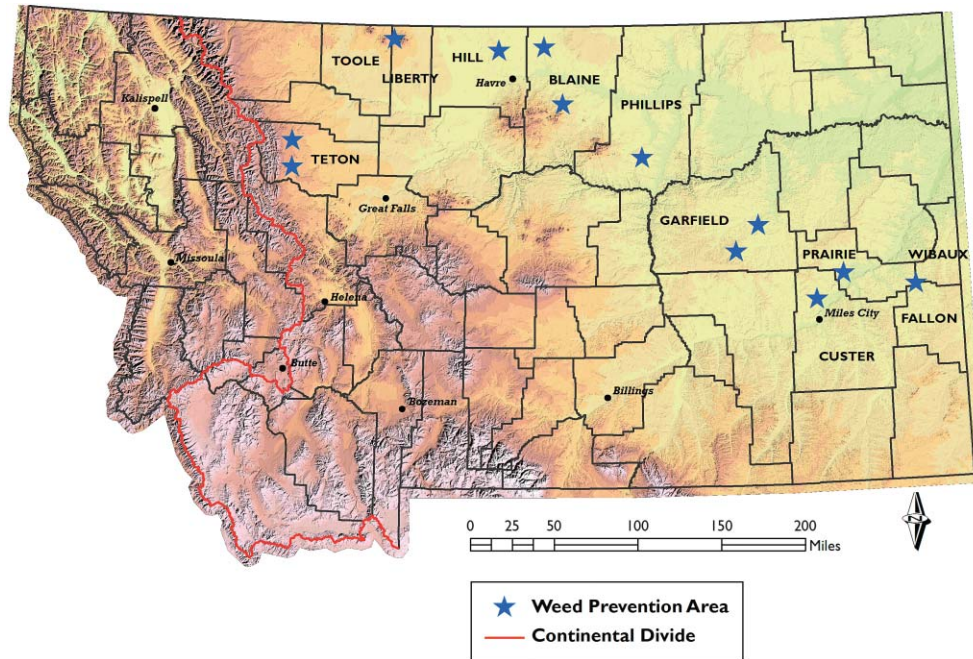 TOOLE
LIBERTY
HILL
Havre
BLAINE
PHILLIPS
Kalispell
TETON
Great Falls
GARFIELD
Missoula
PRAIRIE
WIBAUX
Helena
Miles City
FALLON
CUSTER
Butte
Bozeman
Billings
N
0 25 50 100 150 200
Miles
Weed Prevention Area
Continental Divide